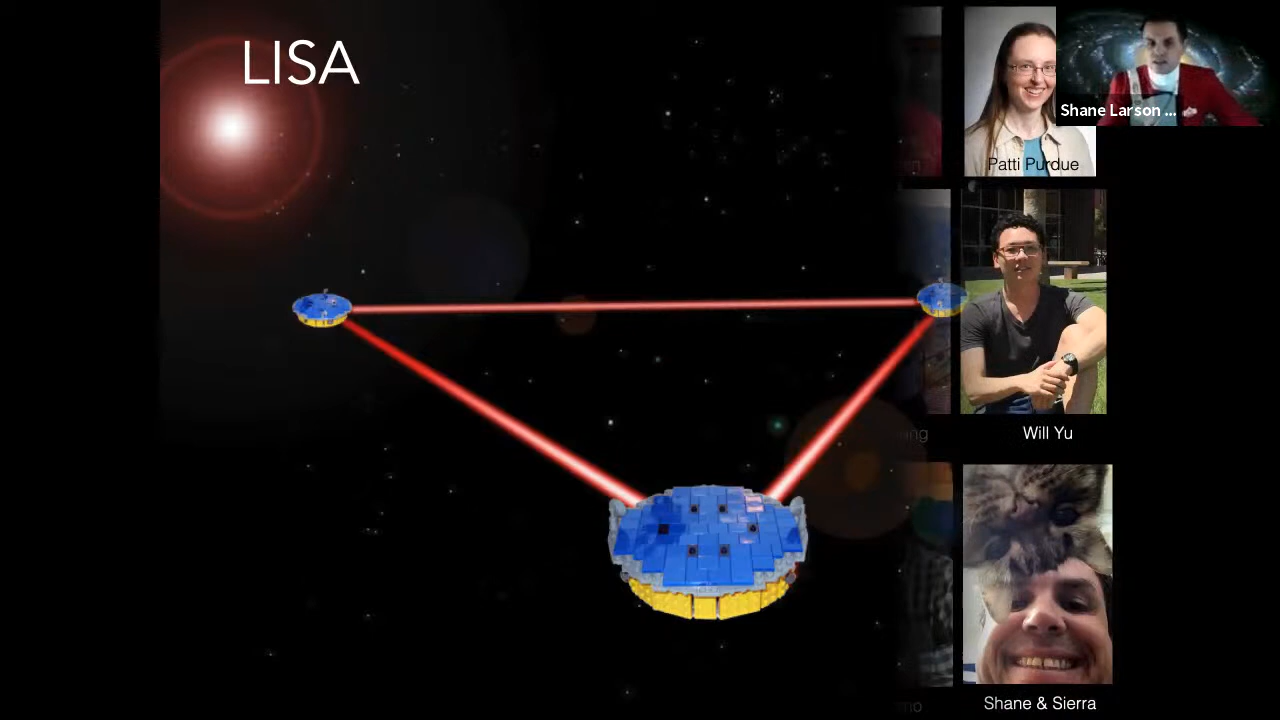 LISA
Shane Larson ...
Patti Purdue
Will Yu
Shane & Sierra